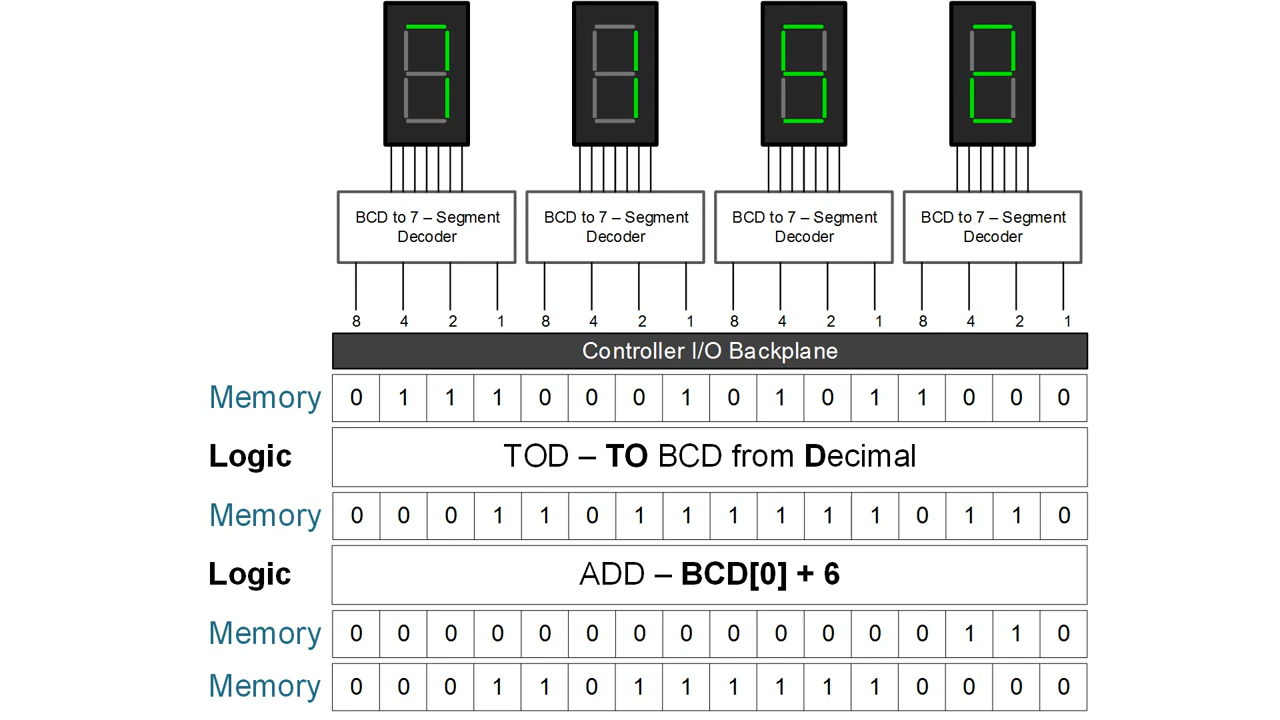 7 1 5 2
BCD to 7 – Segment BCD to 7 – Segment BCD to 7 – Segment BCD to 7 – Segment
Decoder Decoder Decoder Decoder
8 4 2 1 8 4 2 1 8 4 2 1 8 4 2 1
Controller I/O Backplane
Memory 0 1 1 1 0 0 0 1 0 1 0 1 1 0 0 0
Logic TOD – TO BCD from Decimal
Memory 0 0 0 1 1 0 1 1 1 1 1 1 0 1 1 0
Logic ADD – BCD[0] + 6
Memory 0 0 0 0 0 0 0 0 0 0 0 0 0 1 1 0
Memory 0 0 0 1 1 0 1 1 1 1 1 1 0 0 0 0